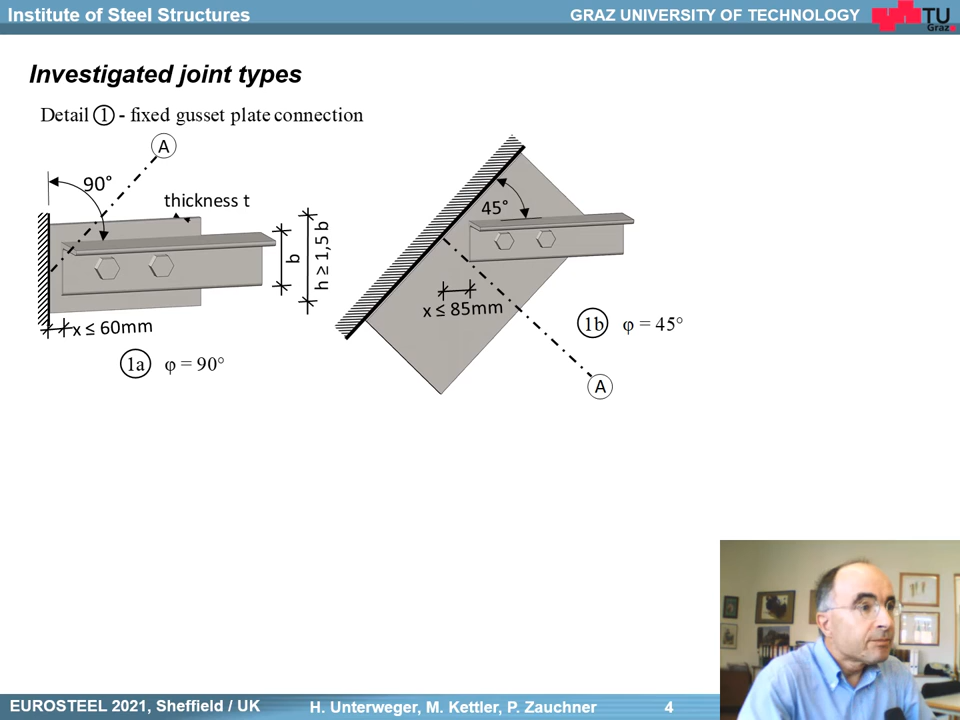 Institute of Steel Structures
GRAZ UNIVERSITY OF TECHNOLOGY
TU
Graz
Investigated joint types
Detail 1 - fixed gusset plate connection
A
90°
thickness t
b
h ≥ 1,5 b
x ≤ 60mm
1a φ = 90°
45°
x ≤ 85mm
1b φ = 45°
A
EUROSTEEL 2021, Sheffield / UK
H. Unterweger, M. Kettler, P. Zauchner
4